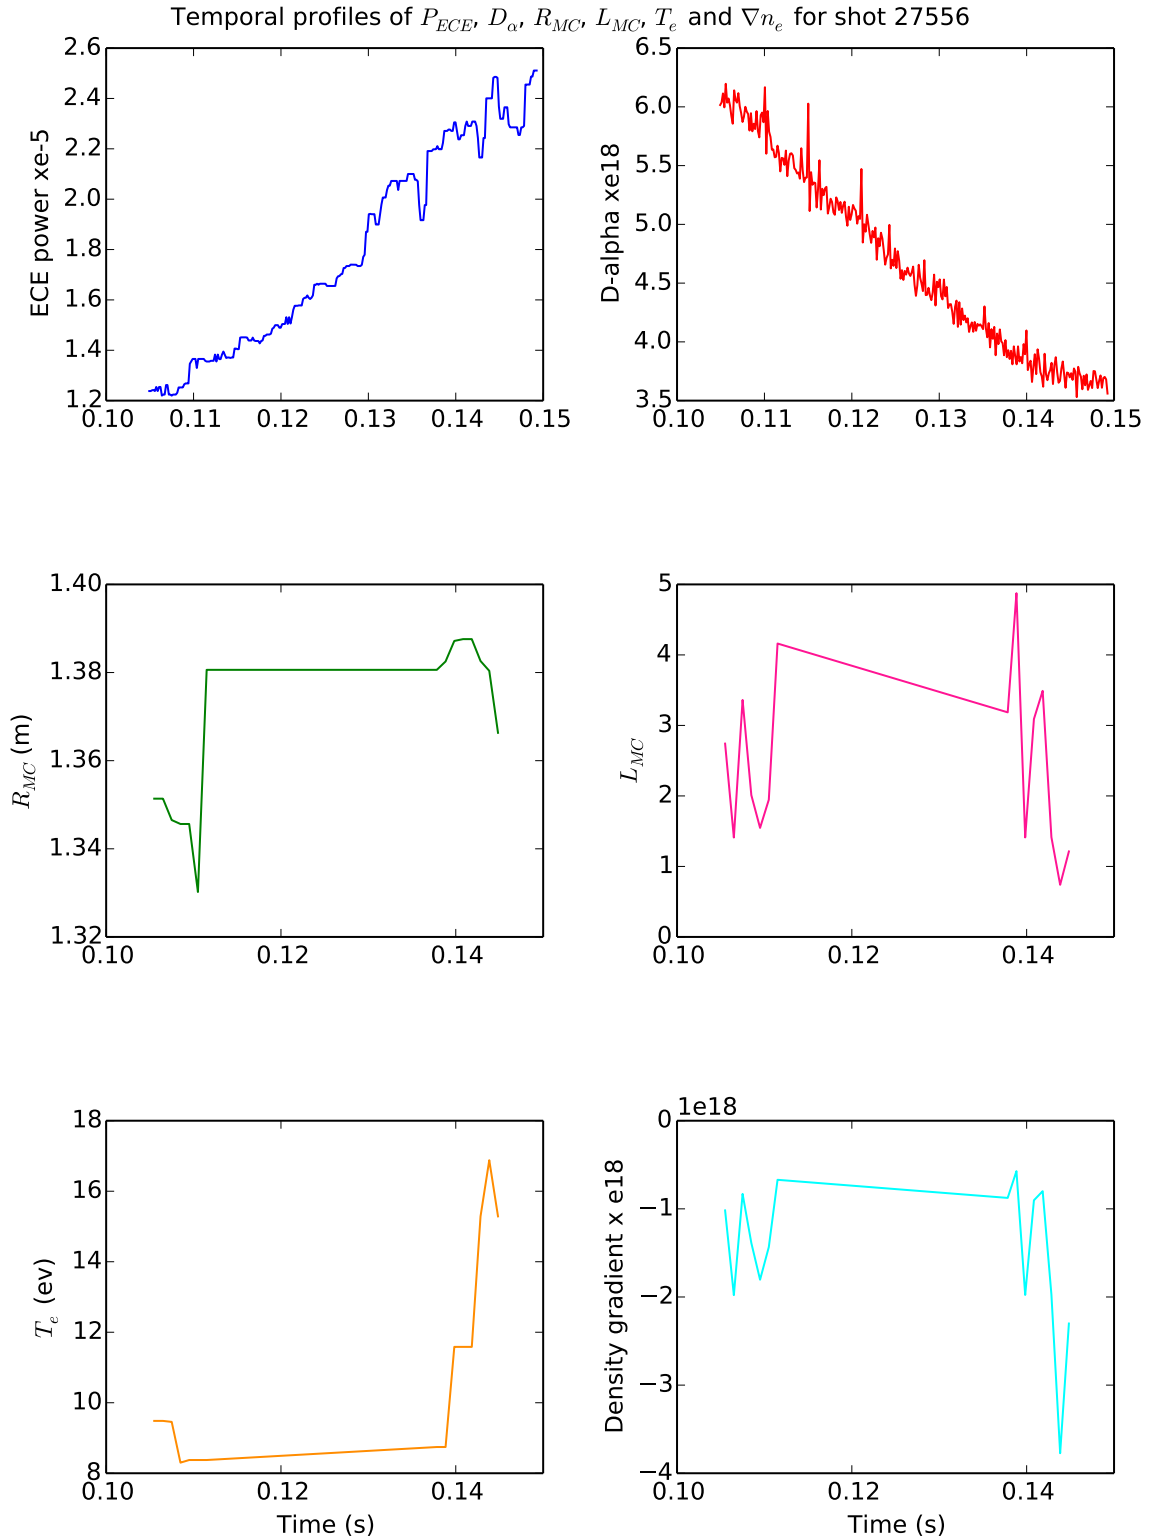 Temporal profiles of P_ECE, D_α, R_MC, L_MC, T_e and ∇n_e for shot 27556
ECE power xe-5
2.6
2.4
2.2
2.0
1.8
1.6
1.4
1.2
0.10 0.11 0.12 0.13 0.14 0.15
D-alpha xe18
6.5
6.0
5.5
5.0
4.5
4.0
3.5
0.10 0.11 0.12 0.13 0.14 0.15
R_MC (m)
1.40
1.38
1.36
1.34
1.32
0.10 0.12 0.14
L_MC
5
4
3
2
1
0
0.10 0.12 0.14
T_e (ev)
18
16
14
12
10
8
0.10 0.12 0.14
Time (s)
Density gradient x e18
1e18
0
−1
−2
−3
−4
0.10 0.12 0.14
Time (s)